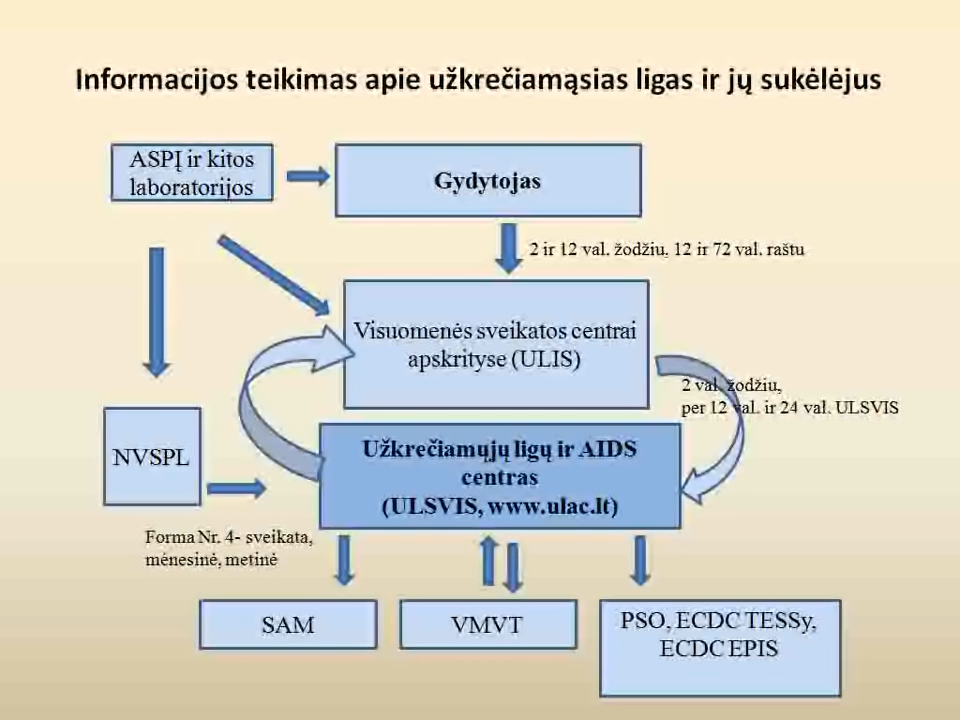 Informacijos teikimas apie užkrečiamąsias ligas ir jų sukėlėjus
ASPĮ ir kitos
laboratorijos
Gydytojas
2 ir 12 val. žodžiu, 12 ir 72 val. raštu
Visuomenės sveikatos centrai
apskrityse (ULIS)
2 val. žodžiu,
per 12 val. ir 24 val. ULSVIS
NVSPL
Užkrečiamųjų ligų ir AIDS
centras
(ULSVIS, www.ulac.lt)
Forma Nr. 4- sveikata,
mėnesinė, metinė
SAM
VMVT
PSO, ECDC TESSy,
ECDC EPIS